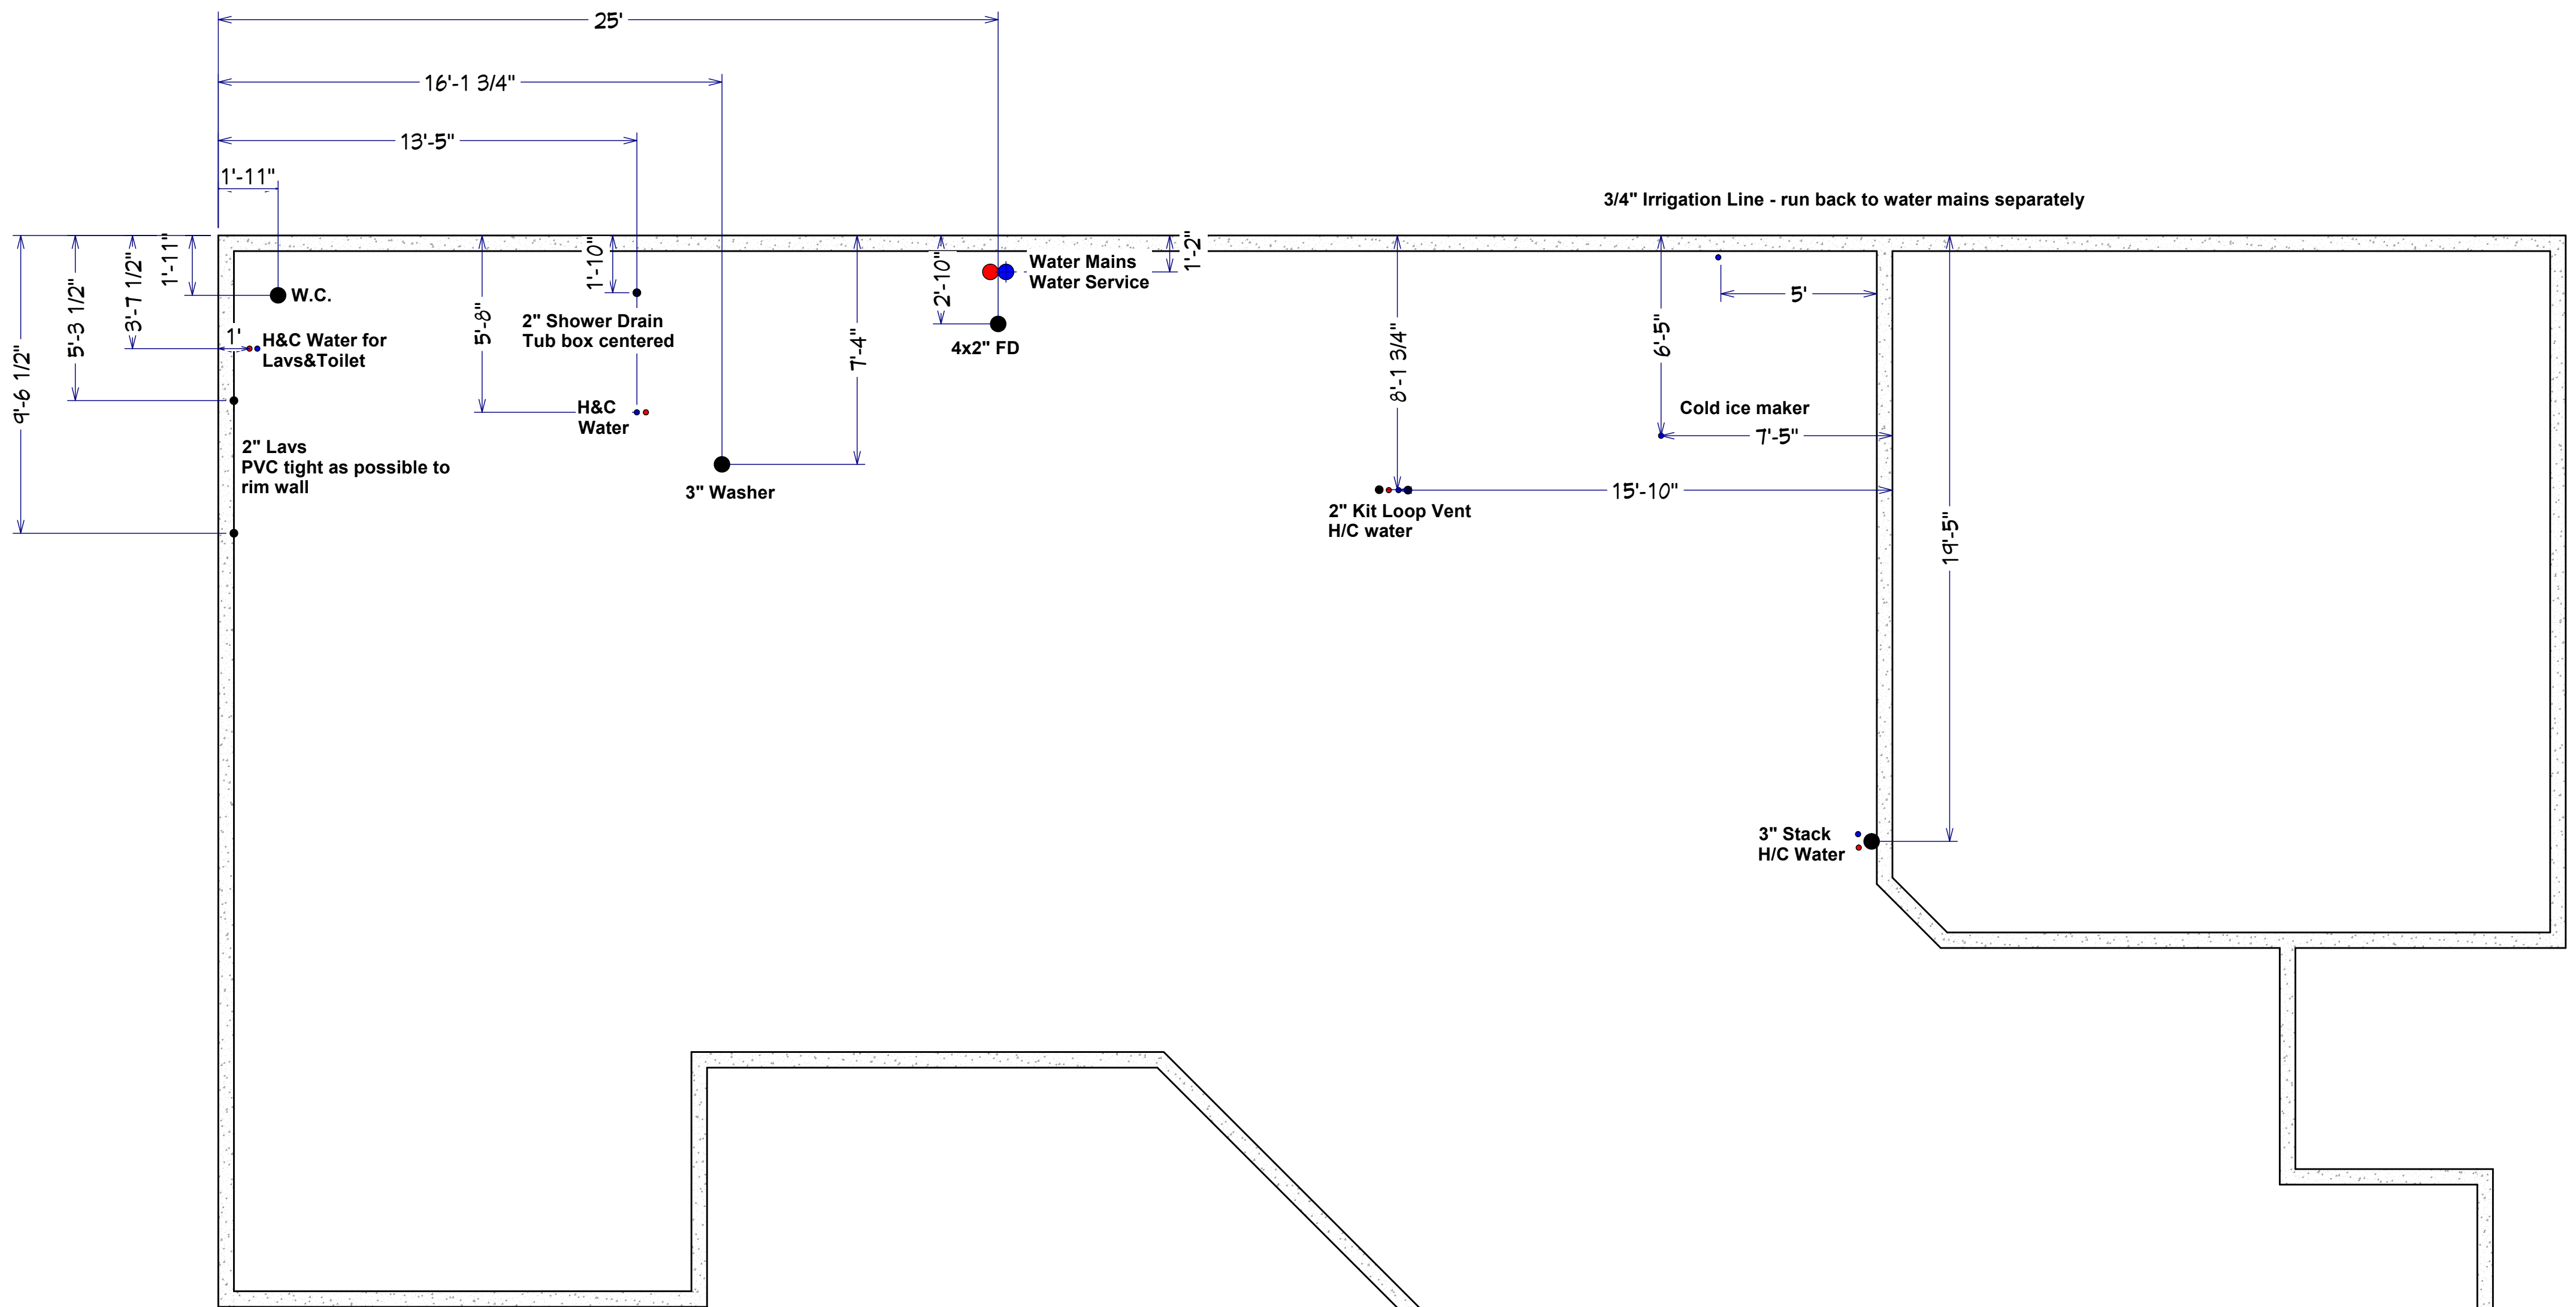 25'
16'-1 3/4"
13'-5"
1'-11"
3/4" Irrigation Line - run back to water mains separately
9'-6 1/2"
5'-3 1/2"
3'-7 1/2"
1'-11"
W.C.
1'
H&C Water for
Lavs&Toilet
2" Lavs
PVC tight as possible to
rim wall
5'-8"
1'-10"
2" Shower Drain
Tub box centered
H&C
Water
3" Washer
7'-4"
2'-10"
4x2" FD
Water Mains
Water Service
1'-2"
8'-1 3/4"
2" Kit Loop Vent
H/C water
15'-10"
6'-5"
5'
Cold ice maker
7'-5"
19'-5"
3" Stack
H/C Water